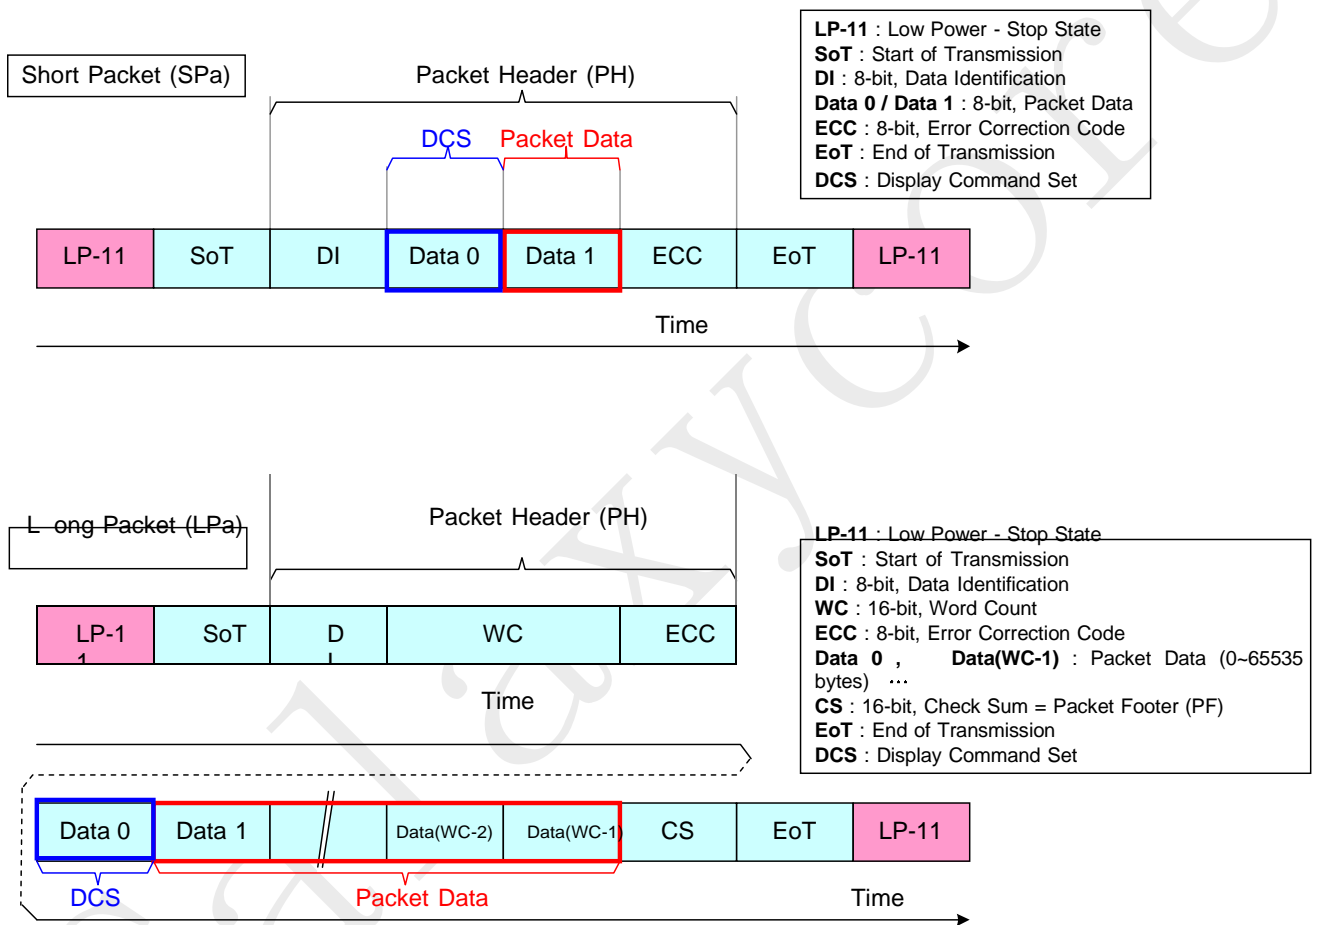 Short Packet (SPa)
Packet Header (PH)
DCS
Packet Data
LP-11 SoT DI Data 0 Data 1 ECC EoT LP-11
Time
LP-11 : Low Power - Stop State
SoT : Start of Transmission
DI : 8-bit, Data Identification
Data 0 / Data 1 : 8-bit, Packet Data
ECC : 8-bit, Error Correction Code
EoT : End of Transmission
DCS : Display Command Set
L ong Packet (LPa)
Packet Header (PH)
LP-1
1
SoT
D
I
WC
ECC
Time
LP-11 : Low Power - Stop State
SoT : Start of Transmission
DI : 8-bit, Data Identification
WC : 16-bit, Word Count
ECC : 8-bit, Error Correction Code
Data 0 , Data(WC-1) : Packet Data (0~65535
bytes) ...
CS : 16-bit, Check Sum = Packet Footer (PF)
EoT : End of Transmission
DCS : Display Command Set
Data 0 Data 1 // Data(WC-2) Data(WC-1) CS EoT LP-11
DCS
Packet Data
Time
alaxycore